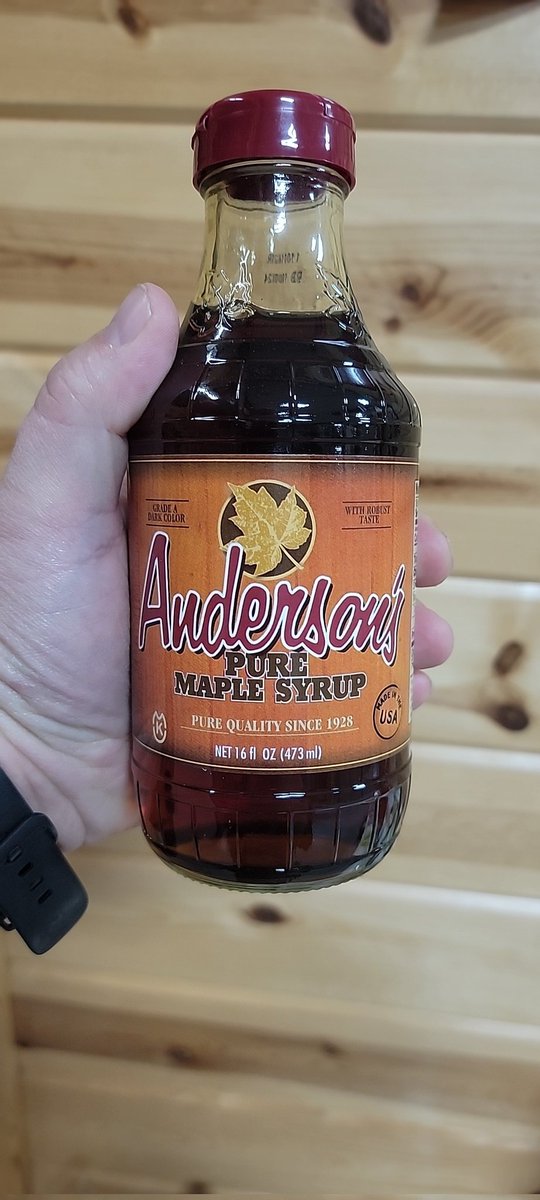 GRADE A
DARK COLOR
WITH ROBUST
TASTE
Anderson's
PURE
MAPLE SYRUP
MADE IN THE
USA
PURE QUALITY SINCE 1928
K
NET 16 fl OZ (473 ml)